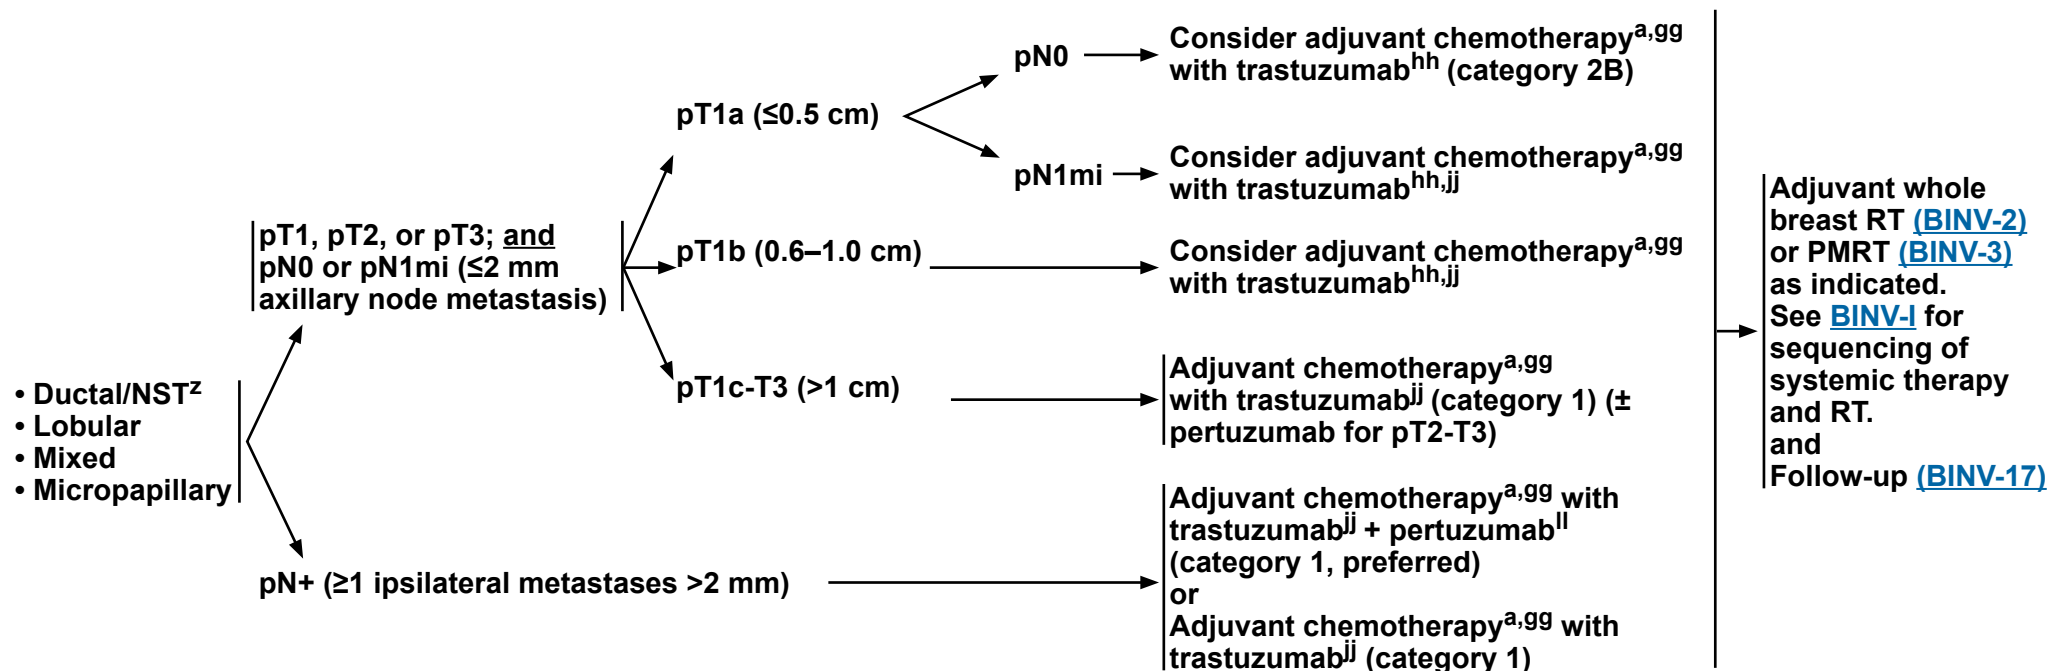 • Ductal/NSTz
• Lobular
• Mixed
• Micropapillary
pT1, pT2, or pT3; and
pN0 or pN1mi (≤2 mm
axillary node metastasis)
pT1a (≤0.5 cm)
pN0
Consider adjuvant chemotherapya,gg
with trastuzumabhh (category 2B)
pN1mi
Consider adjuvant chemotherapya,gg
with trastuzumabhh,jj
pT1b (0.6–1.0 cm)
Consider adjuvant chemotherapya,gg
with trastuzumabhh,jj
pT1c-T3 (>1 cm)
Adjuvant chemotherapya,gg
with trastuzumabjj (category 1) (±
pertuzumab for pT2-T3)
pN+ (≥1 ipsilateral metastases >2 mm)
Adjuvant chemotherapya,gg with
trastuzumabjj + pertuzumabll
(category 1, preferred)
or
Adjuvant chemotherapya,gg with
trastuzumabjj (category 1)
Adjuvant whole
breast RT (BINV-2)
or PMRT (BINV-3)
as indicated.
See BINV-I for
sequencing of
systemic therapy
and RT.
and
Follow-up (BINV-17)